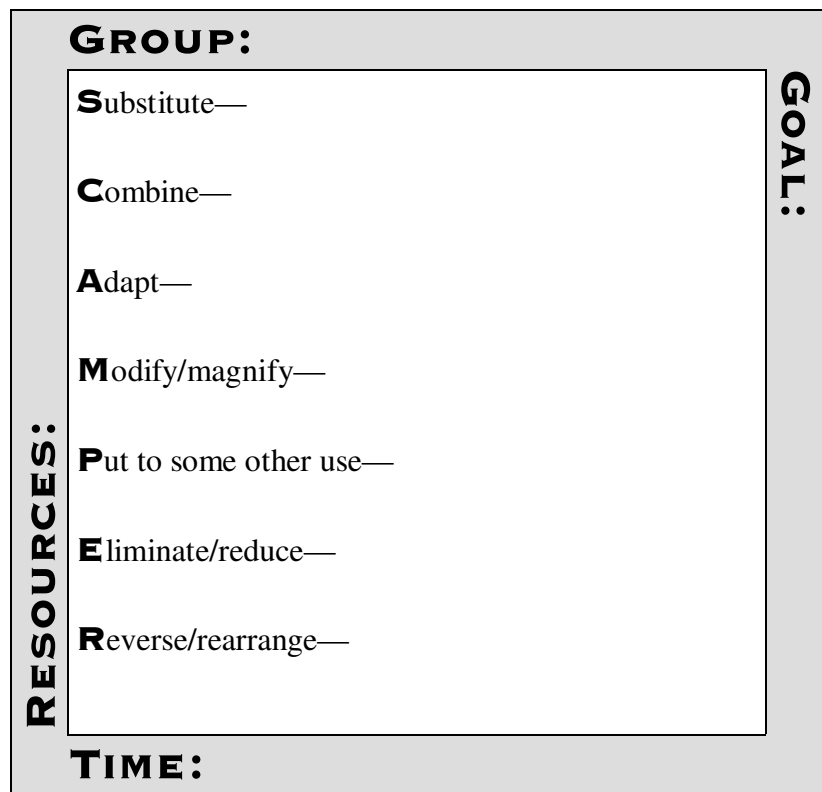 GROUP:
GOAL:
Substitute—
Combine—
Adapt—
Modify/magnify—
Put to some other use—
Eliminate/reduce—
Reverse/rearrange—
RESOURCES:
TIME: